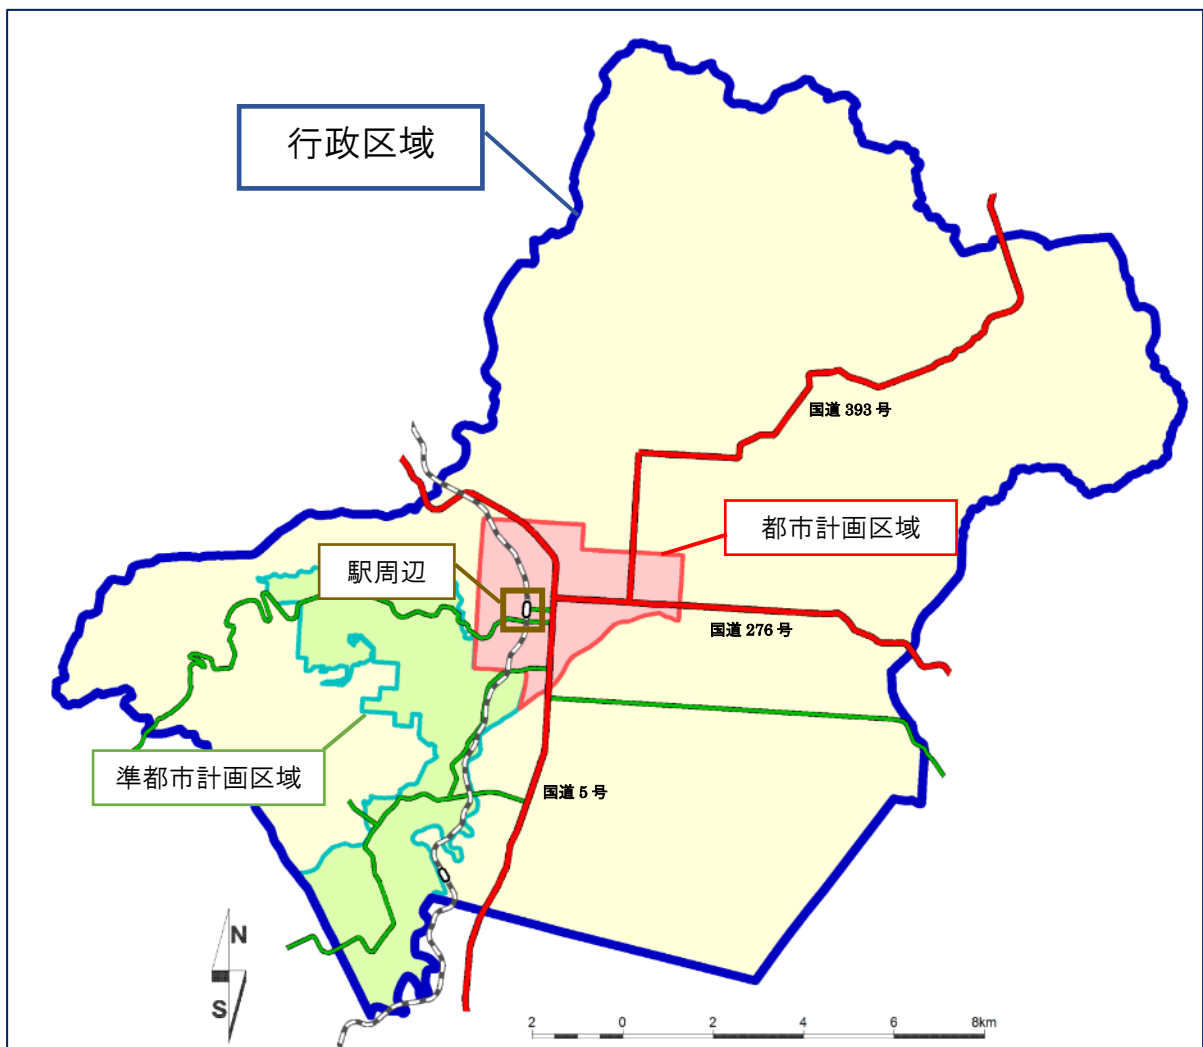 行政区域
国道 393 号
都市計画区域
駅周辺
国道 276 号
準都市計画区域
国道 5 号
N
S
2 0 2 4 6 8km